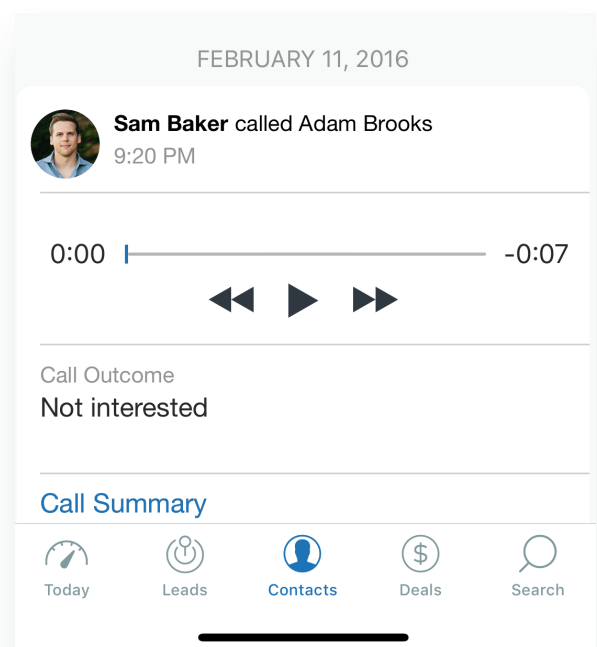 FEBRUARY 11, 2016
Sam Baker called Adam Brooks
9:20 PM
0:00 -0:07
Call Outcome
Not interested
Call Summary
Today Leads Contacts Deals Search